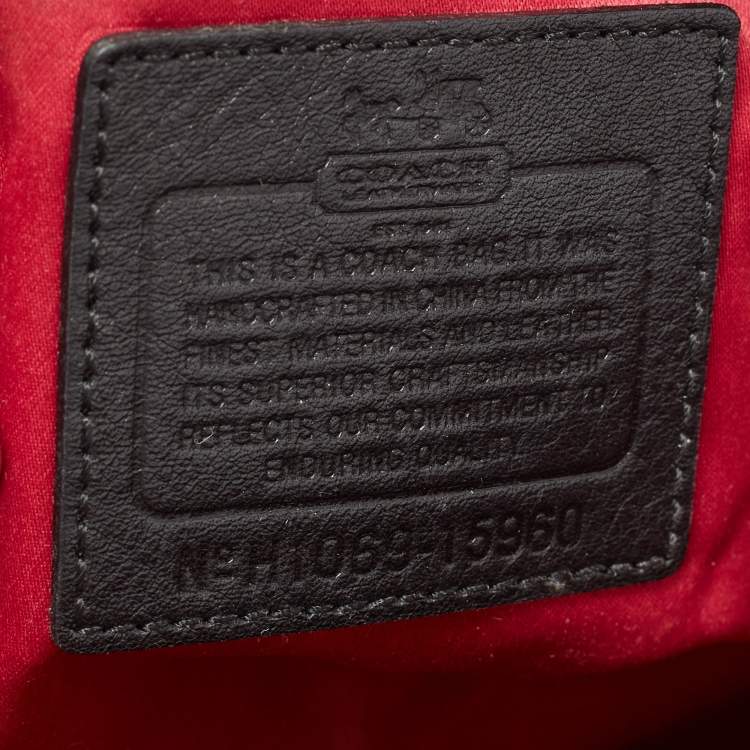 COACH
THIS IS A COACH BAG. IT WAS
HANDCRAFTED IN CHINA FROM THE
FINEST MATERIALS AND LEATHER.
ITS SUPERIOR CRAFTSMANSHIP
REFLECTS OUR COMMITMENT TO
ENDURING QUALITY.
No H1069-15960